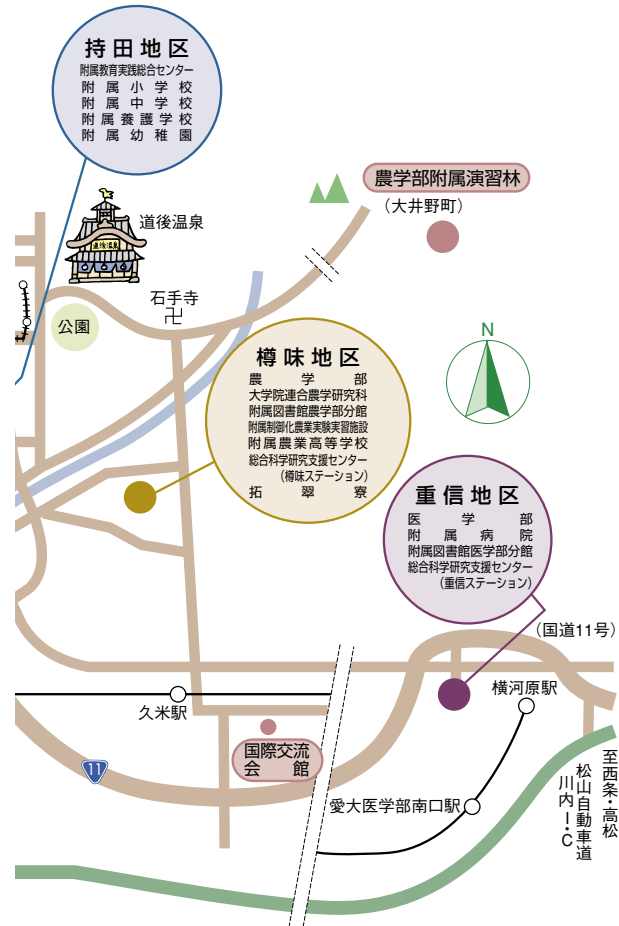 持田地区
附属教育実践総合センター
附属小学校
附属中学校
附属養護学校
附属幼稚園
農学部附属演習林
（大井野町）
道後温泉
道後温泉
石手寺
卍
公園
N
樽味地区
農学部
大学院連合農学研究科
附属図書館農学部分館
附属制御化農業実験実習施設
附属農業高等学校
総合科学研究支援センター
（樽味ステーション）
拓翠寮
重信地区
医学部
附属病院
附属図書館医学部分館
総合科学研究支援センター
（重信ステーション）
（国道11号）
横河原駅
久米駅
国際交流
会館
11
愛大医学部南口駅
至西条・高松
松山自動車道
川内I・C